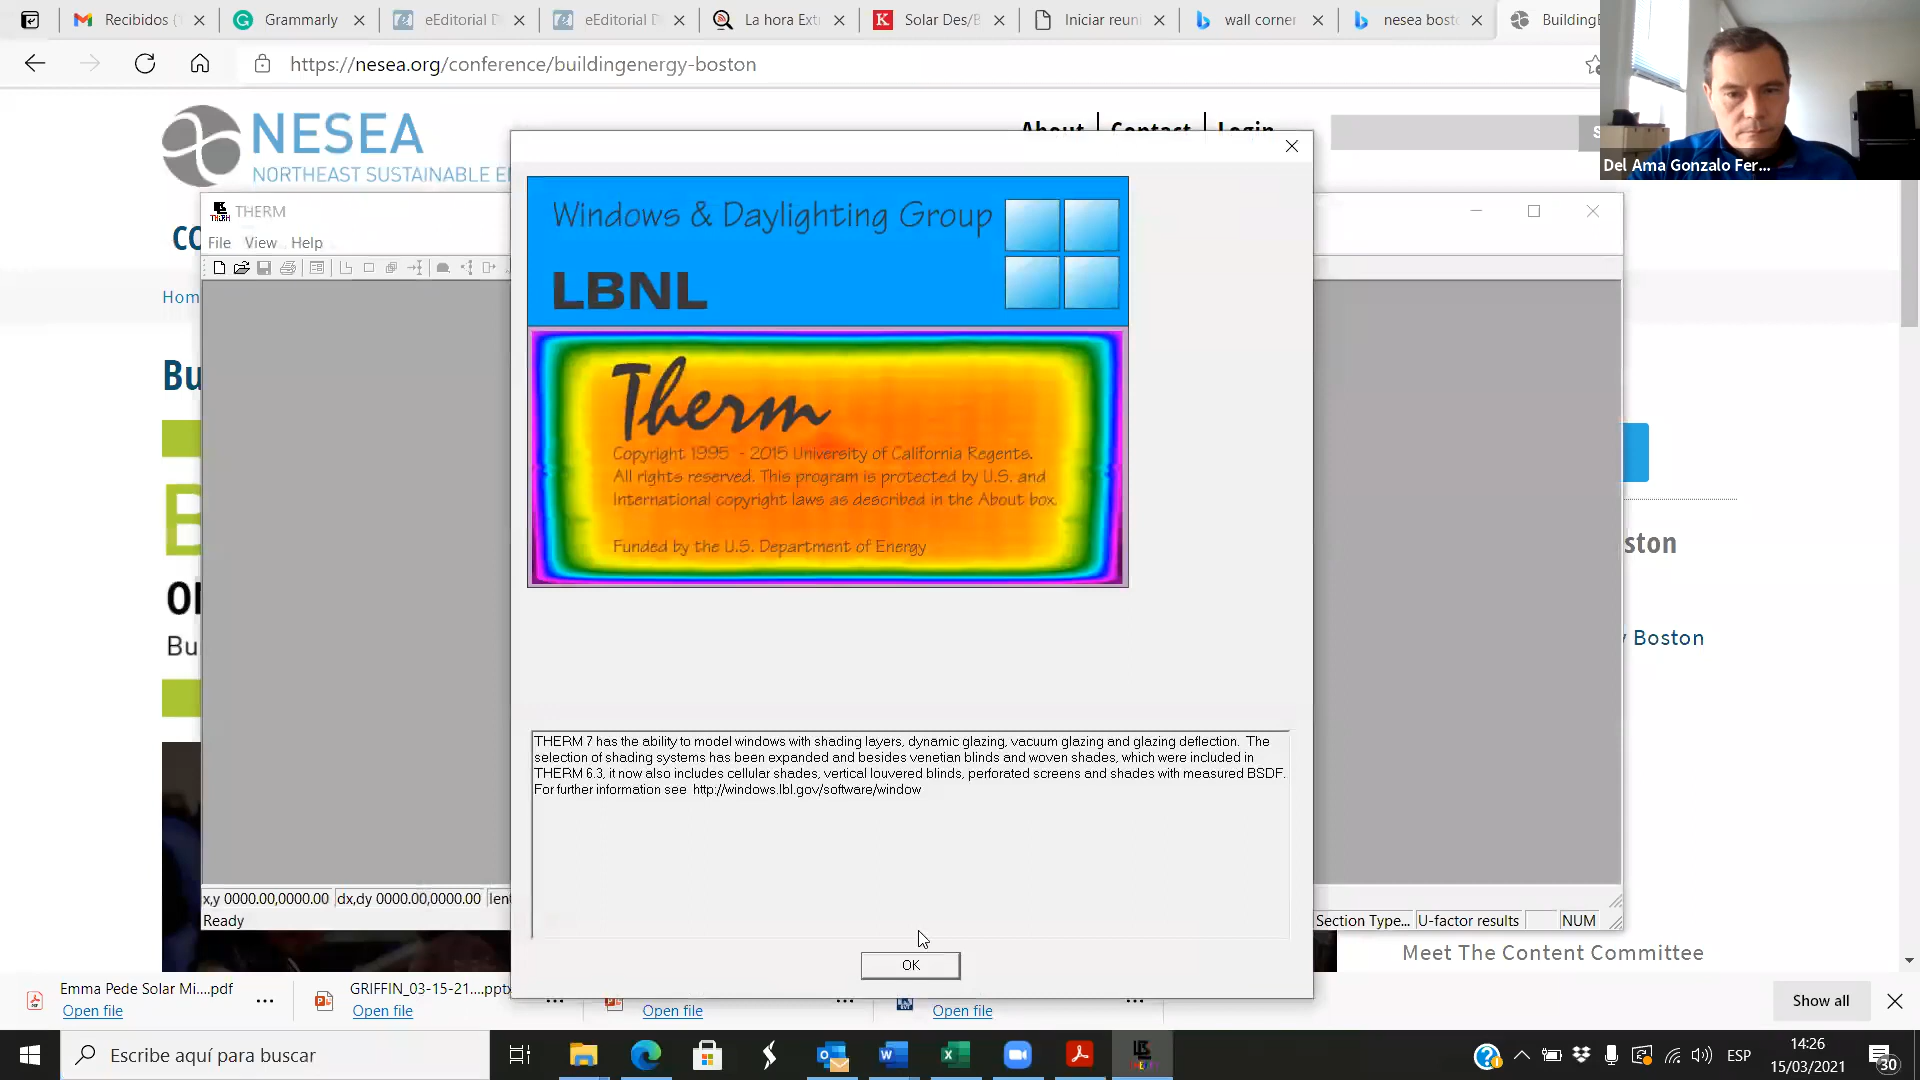 Recibidos (
Grammarly
eEditorial D
eEditorial D
La hora Ext
Solar Des/B
Iniciar reun
wall corner
nesea bost
BuildingE
https://nesea.org/conference/buildingenergy-boston
NESEA
NORTHEAST SUSTAINABLE E
About
Contact
Login
S
Del Ama Gonzalo Fer...
THERM
CO
File View Help
Hom
Windows & Daylighting Group
LBNL
Therm
Copyright 1995 - 2015 University of California Regents.
All rights reserved. This program is protected by U.S. and
International copyright laws as described in the About box.
Funded by the U.S. Department of Energy
Bu
B
Bu
ston
y Boston
THERM 7 has the ability to model windows with shading layers, dynamic glazing, vacuum glazing and glazing deflection. The
selection of shading systems has been expanded and besides venetian blinds and woven shades, which were included in
THERM 6.3, it now also includes cellular shades, vertical louvered blinds, perforated screens and shades with measured BSDF.
For further information see http://windows.lbl.gov/software/window
x,y 0000.00,0000.00 dx,dy 0000.00,0000.00 len
Ready
Section Type... U-factor results NUM
Meet The Content Committee
OK
Emma Pede Solar Mi....pdf
Open file
GRIFFIN_03-15-21....pptx
Open file
Open file
Open file
Show all
Escribe aquí para buscar
ESP
14:26
15/03/2021
30